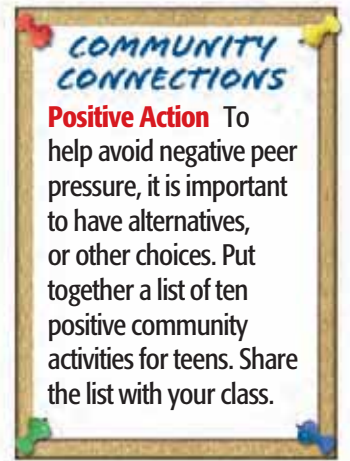 COMMUNITY
CONNECTIONS
Positive Action To
help avoid negative peer
pressure, it is important
to have alternatives,
or other choices. Put
together a list of ten
positive community
activities for teens. Share
the list with your class.